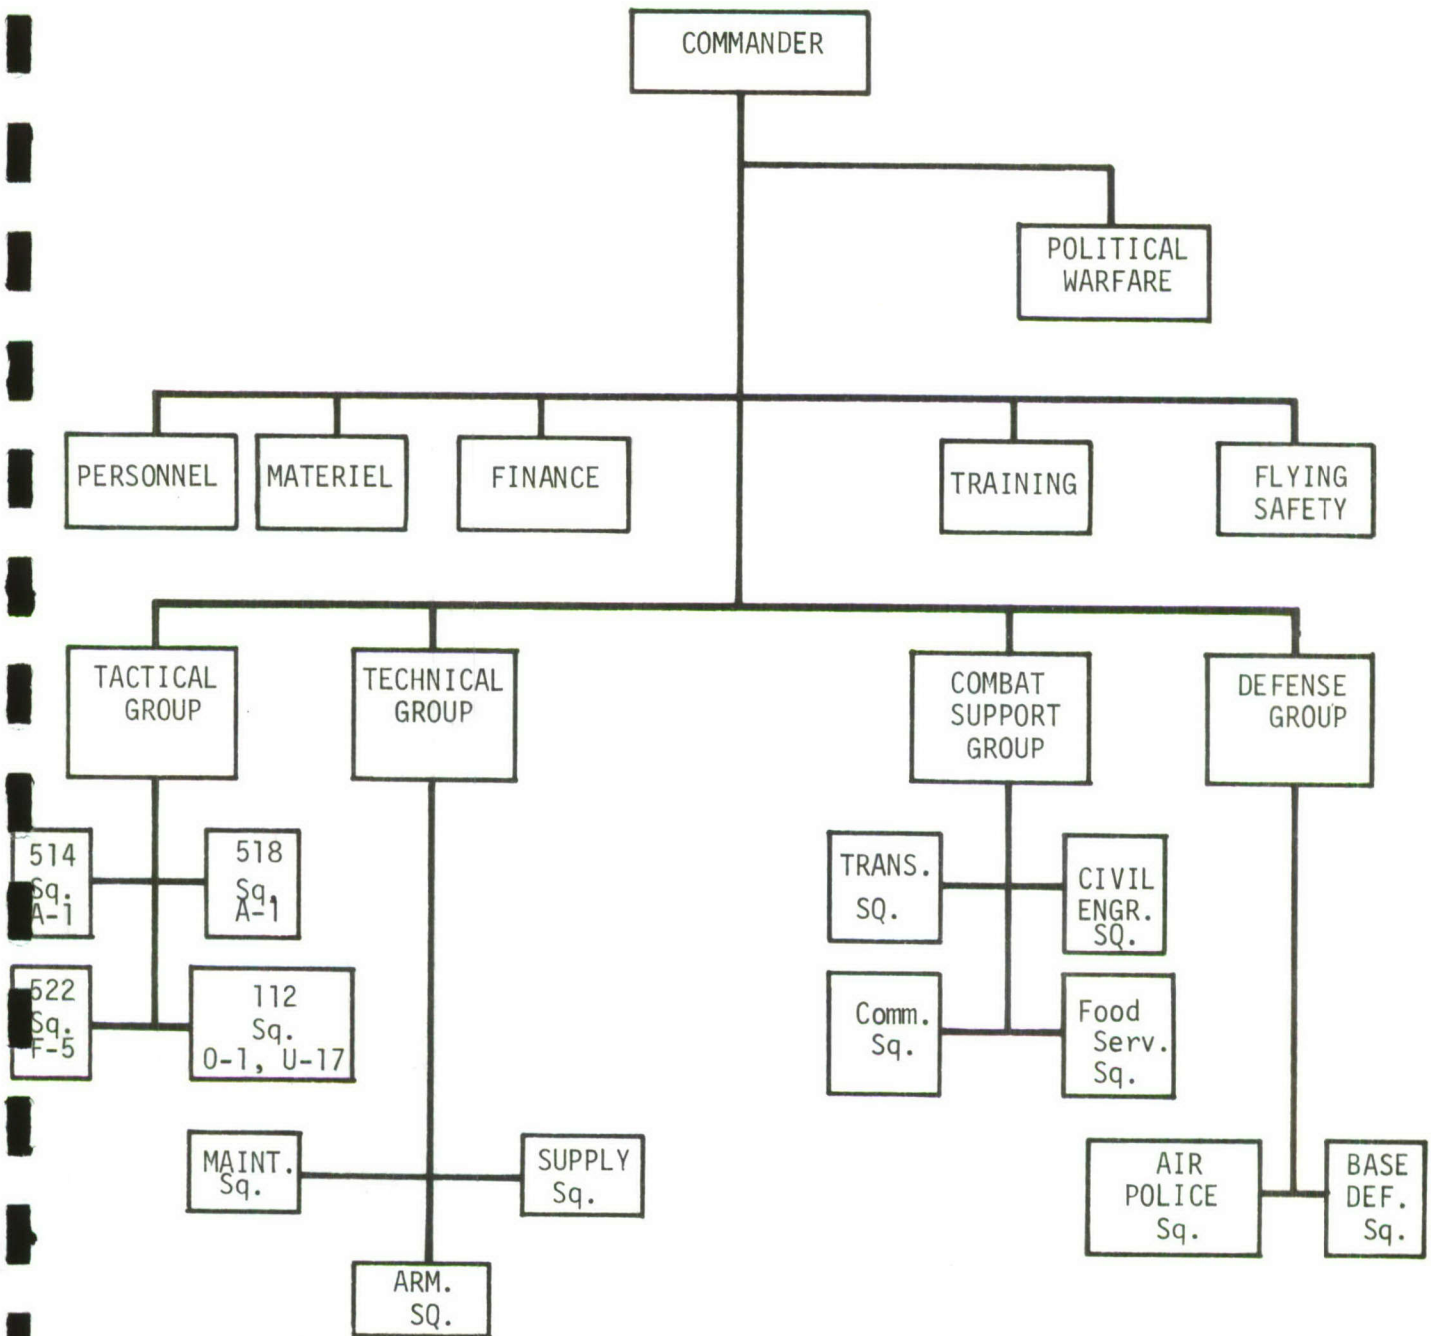 COMMANDER
POLITICAL
WARFARE
PERSONNEL
MATERIEL
FINANCE
TRAINING
FLYING
SAFETY
TACTICAL
GROUP
TECHNICAL
GROUP
COMBAT
SUPPORT
GROUP
DEFENSE
GROUP
514
Sq.
A-1
518
Sq.
A-1
522
Sq.
F-5
112
Sq.
O-1, U-17
TRANS.
SQ.
CIVIL
ENGR.
SQ.
Comm.
Sq.
Food
Serv.
Sq.
MAINT.
Sq.
SUPPLY
Sq.
ARM.
SQ.
AIR
POLICE
Sq.
BASE
DEF.
Sq.